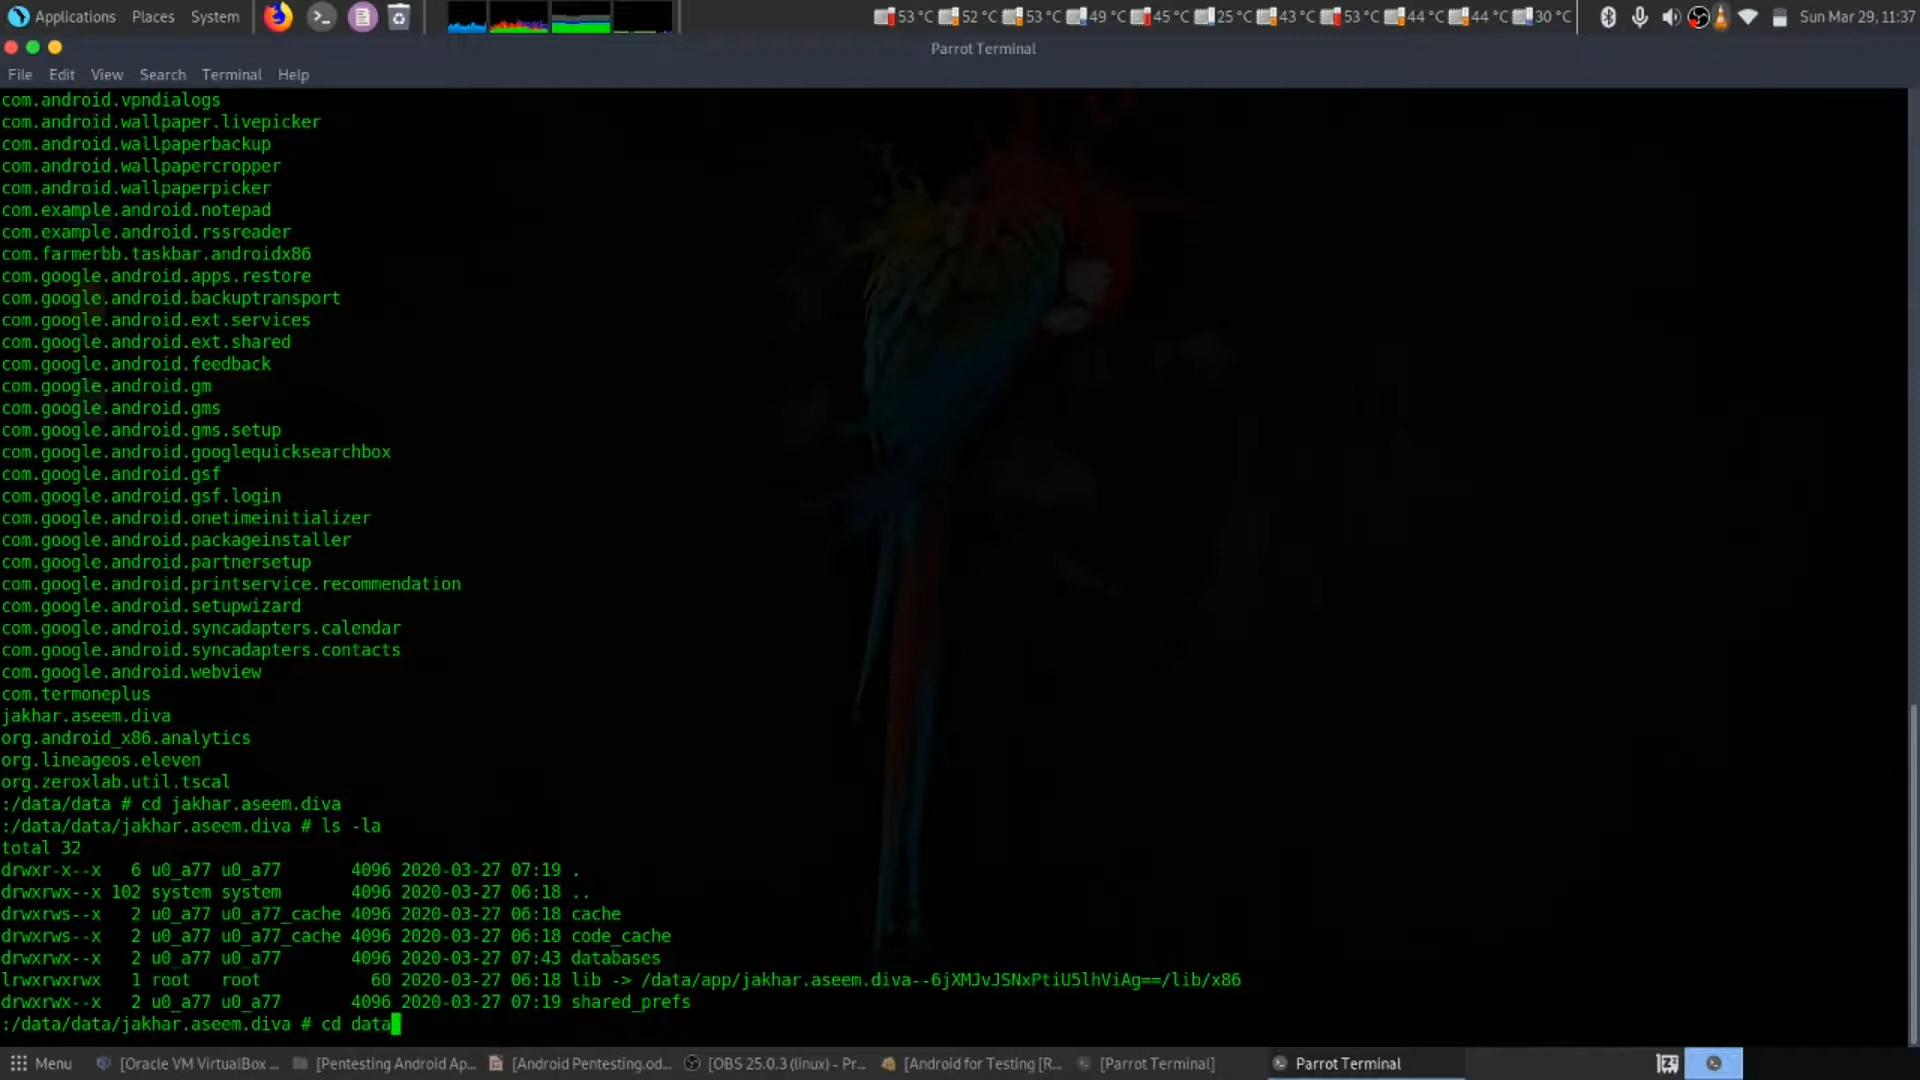 Applications Places System
53 °C 52 °C 53 °C 49 °C 45 °C 25 °C 43 °C 53 °C 44 °C 44 °C 30 °C Sun Mar 29, 11:37
Parrot Terminal
File Edit View Search Terminal Help
com.android.vpndialogs
com.android.wallpaper.livepicker
com.android.wallpaperbackup
com.android.wallpapercropper
com.android.wallpaperpicker
com.example.android.notepad
com.example.android.rssreader
com.farmerbb.taskbar.androidx86
com.google.android.apps.restore
com.google.android.backuptransport
com.google.android.ext.services
com.google.android.ext.shared
com.google.android.feedback
com.google.android.gm
com.google.android.gms
com.google.android.gms.setup
com.google.android.googlequicksearchbox
com.google.android.gsf
com.google.android.gsf.login
com.google.android.onetimeinitializer
com.google.android.packageinstaller
com.google.android.partnersetup
com.google.android.printservice.recommendation
com.google.android.setupwizard
com.google.android.syncadapters.calendar
com.google.android.syncadapters.contacts
com.google.android.webview
com.termoneplus
jakhar.aseem.diva
org.android_x86.analytics
org.lineageos.eleven
org.zeroxlab.util.tscal
:/data/data # cd jakhar.aseem.diva
:/data/data/jakhar.aseem.diva # ls -la
total 32
drwxr-x--x 6 u0_a77 u0_a77 4096 2020-03-27 07:19 .
drwxrwx--x 102 system system 4096 2020-03-27 06:18 ..
drwxrws--x 2 u0_a77 u0_a77_cache 4096 2020-03-27 06:18 cache
drwxrws--x 2 u0_a77 u0_a77_cache 4096 2020-03-27 06:18 code_cache
drwxrwx--x 2 u0_a77 u0_a77 4096 2020-03-27 07:43 databases
lrwxrwxrwx 1 root root 60 2020-03-27 06:18 lib -> /data/app/jakhar.aseem.diva--6jXMJvJSNxPtiU5lhViAg==/lib/x86
drwxrwx--x 2 u0_a77 u0_a77 4096 2020-03-27 07:19 shared_prefs
:/data/data/jakhar.aseem.diva # cd data
Menu [Oracle VM VirtualBox ... [Pentesting Android Ap... [Android Pentesting.od... [OBS 25.0.3 (linux) - Pr... [Android for Testing [R... [Parrot Terminal] Parrot Terminal